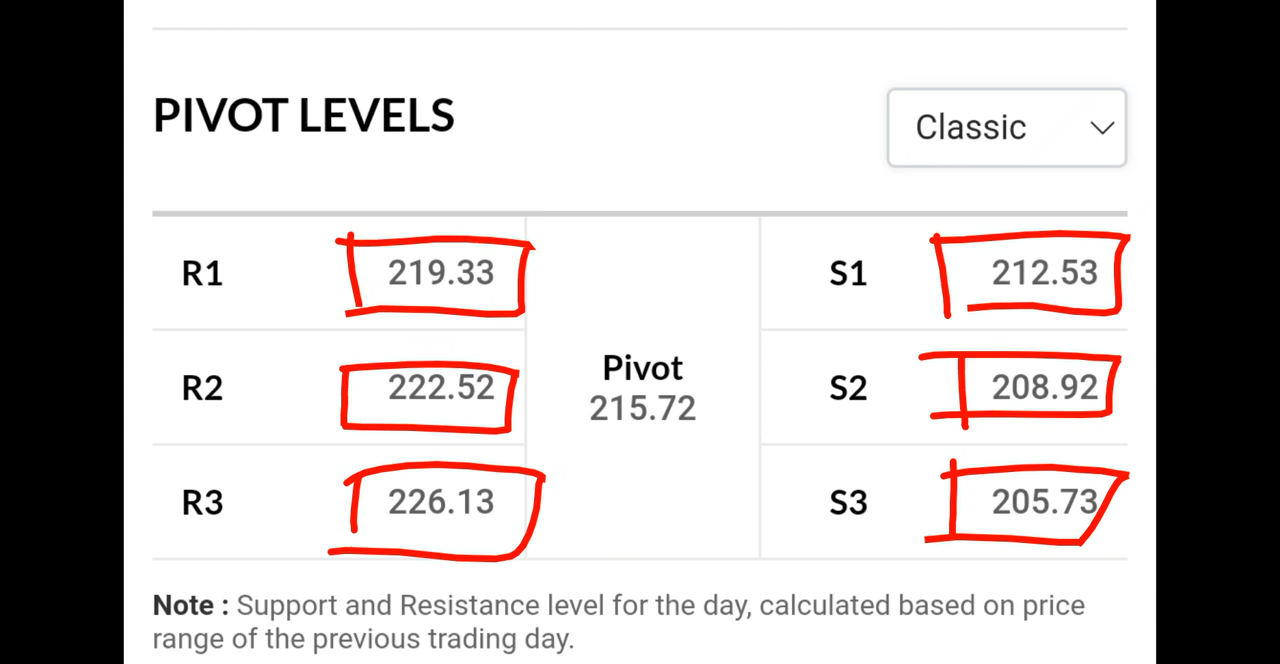 PIVOT LEVELS
Classic
R1 219.33 S1 212.53
Pivot
R2 222.52 S2 208.92
215.72
R3 226.13 S3 205.73
Note : Support and Resistance level for the day, calculated based on price
range of the previous trading day.